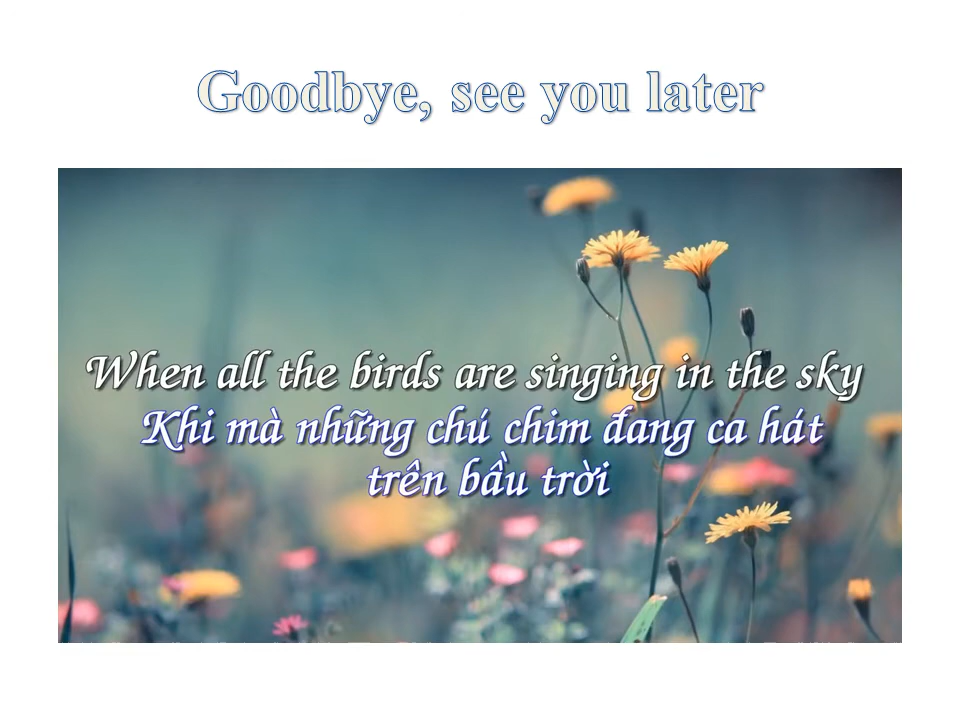 Goodbye, see you later
When all the birds are singing in the sky
Khi mà những chú chim đang ca hát
trên bầu trời